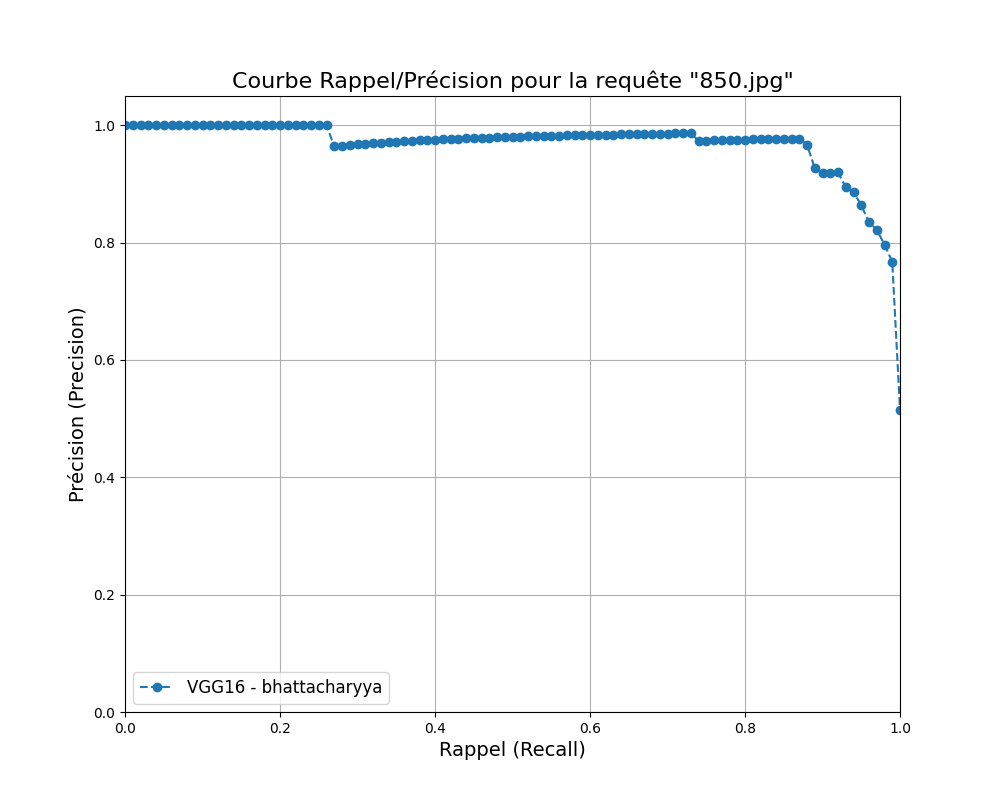 Courbe Rappel/Précision pour la requête "850.jpg"
Précision (Precision)
1.0
0.8
0.6
0.4
0.2
0.0
VGG16 - bhattacharyya
0.0 0.2 0.4 0.6 0.8 1.0
Rappel (Recall)